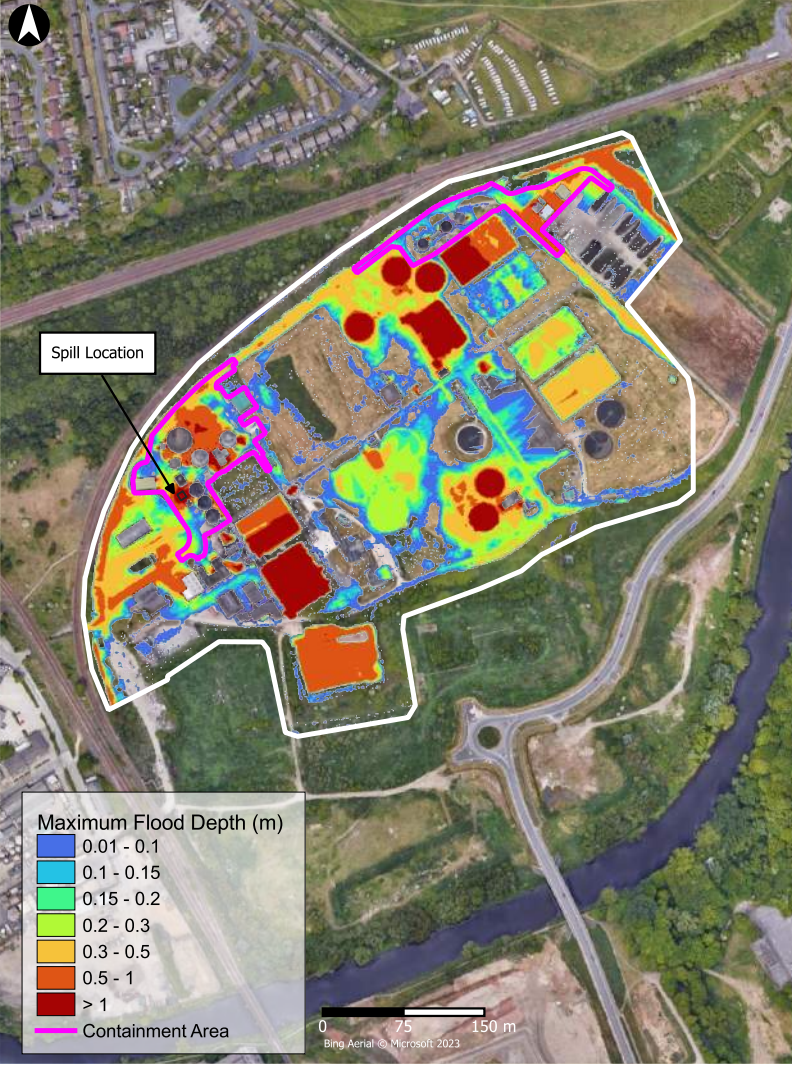 Spill Location
Maximum Flood Depth (m)
0.01 - 0.1
0.1 - 0.15
0.15 - 0.2
0.2 - 0.3
0.3 - 0.5
0.5 - 1
> 1
Containment Area
0 75 150 m
Bing Aerial © Microsoft 2023